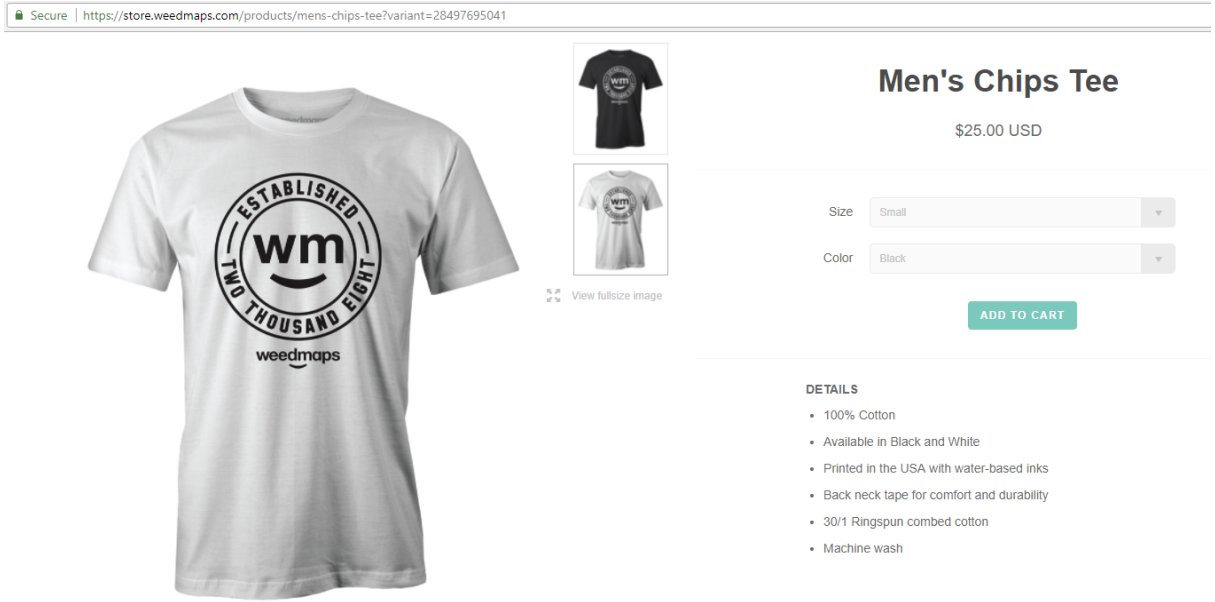 Secure | https://store.weedmaps.com/products/mens-chips-tee?variant=28497695041
weedmaps
ESTABLISHED
wm
TWO THOUSAND EIGHT
weedmaps
wm
wm
View fullsize image
Men's Chips Tee
$25.00 USD
Size
Small
Color
Black
ADD TO CART
DETAILS
• 100% Cotton
• Available in Black and White
• Printed in the USA with water-based inks
• Back neck tape for comfort and durability
• 30/1 Ringspun combed cotton
• Machine wash